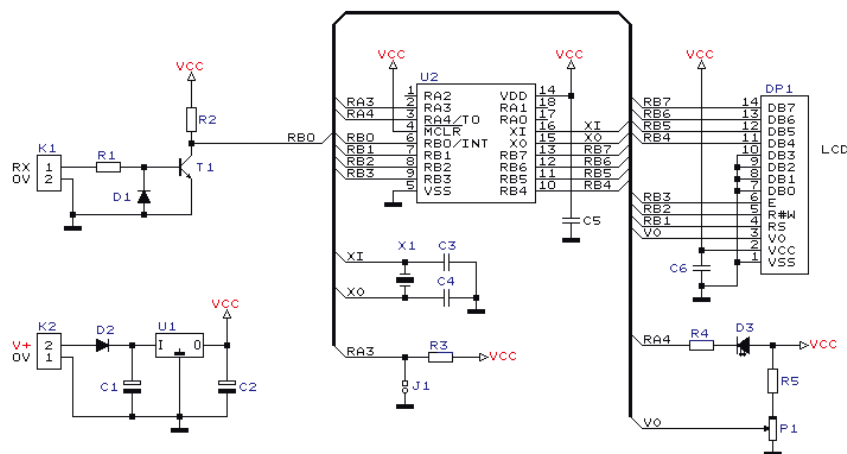 VCC VCC VCC
U2 DP1
K1 R2
RX 1
0V 2
R1 D1 T1
RB0
RA3
RA4
RB0
RB1
RB2
RB3
1 RA2
2 RA3
3 RA4/T0
4 MCLR
6 RB0/INT
7 RB1
8 RB2
9 RB3
5 VSS
VDD 14
RA1 18
RA0 17
XI 16 XI
XO 15 XO
RB7 13 RB7
RB6 12 RB6
RB5 11 RB5
RB4 10 RB4
VCC
C5
RB7 14 DB7
RB6 13 DB6
RB5 12 DB5
RB4 11 DB4
10 DB3
9 DB2
8 DB1
7 DB0
RB3 6 E
RB2 5 R#W
RB1 4 RS
V0 3 V0
2 VCC
1 VSS
LCD
C6
XI X1 C3
XO C4
K2 D2 U1 VCC
V+ 2
0V 1
I O
C1 C2
RA3 R3 VCC
J1
RA4 R4 D3 VCC
R5
V0 P1